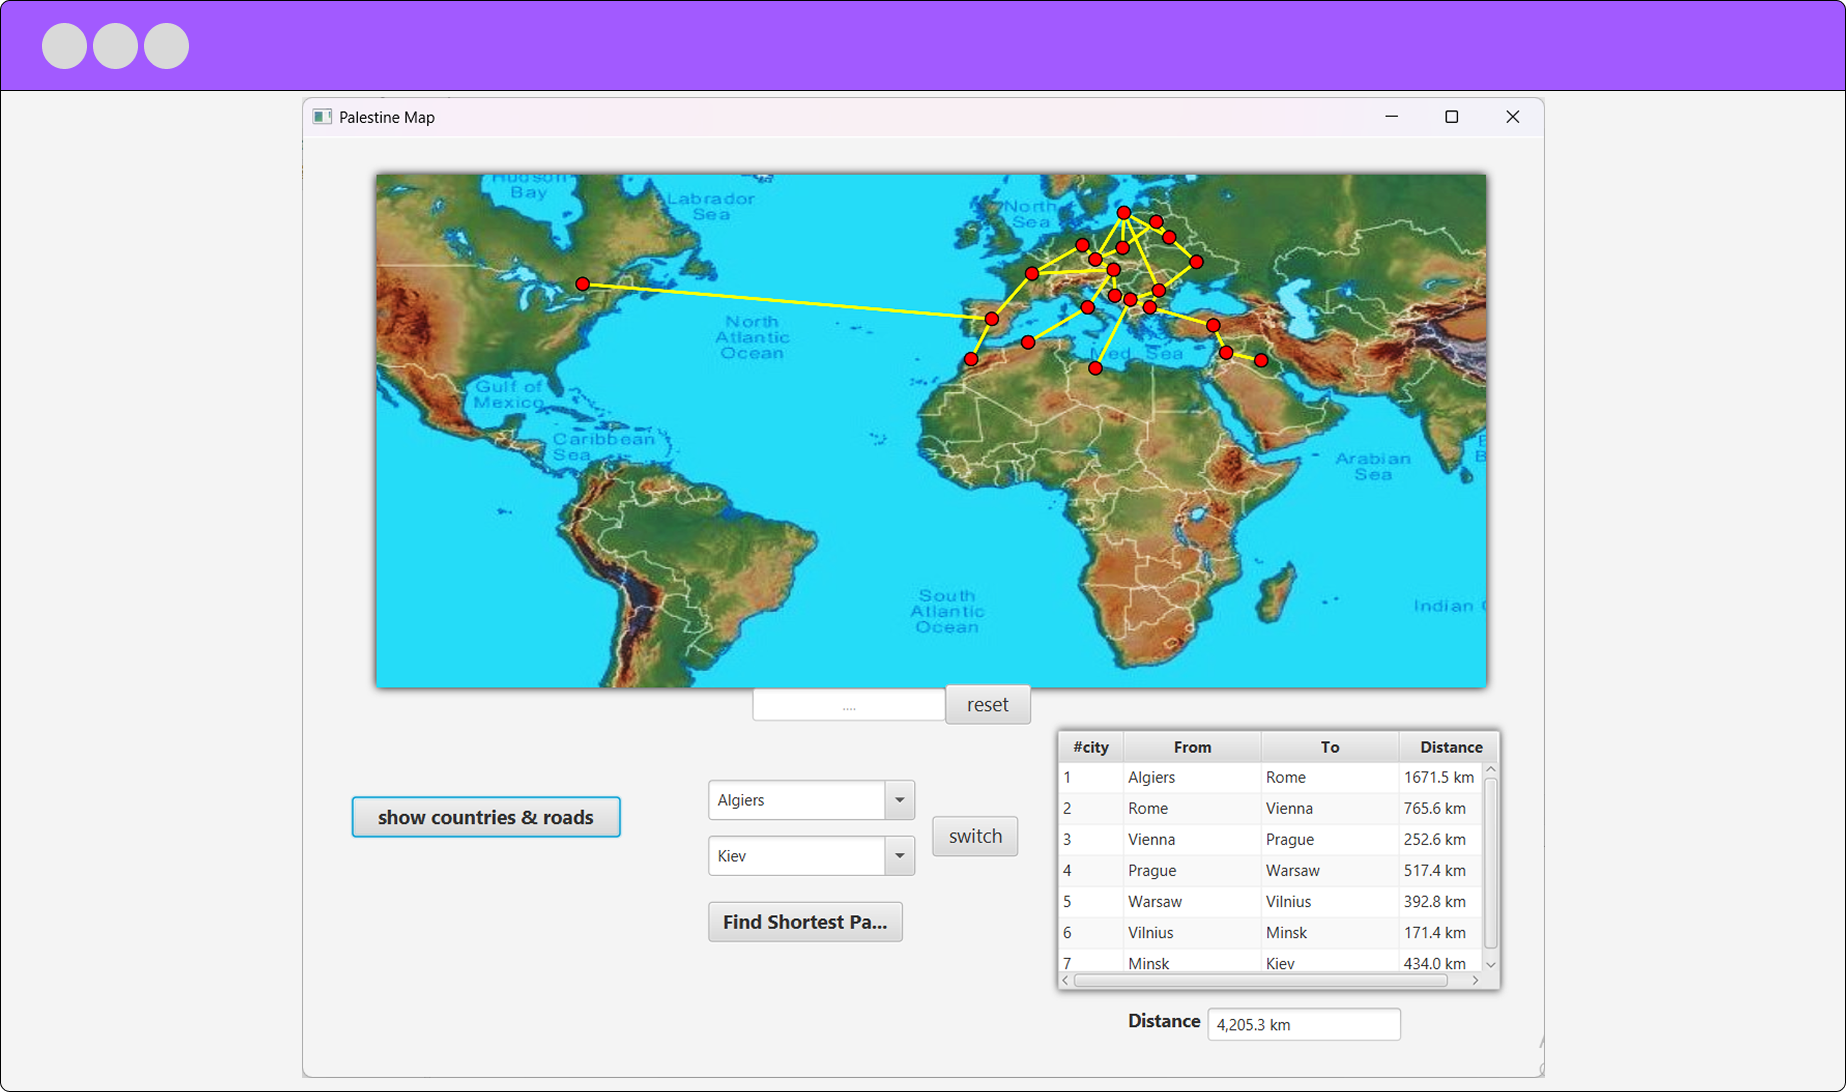 Palestine Map
Hudson
Bay
Labrador
Sea
North
Sea
North
Atlantic
Ocean
Med Sea
Gulf of
Mexico
Caribbean
Sea
Arabian
Sea
South
Atlantic
Ocean
Indian
....
reset
#city From To Distance
1 Algiers Rome 1671.5 km
2 Rome Vienna 765.6 km
3 Vienna Prague 252.6 km
4 Prague Warsaw 517.4 km
5 Warsaw Vilnius 392.8 km
6 Vilnius Minsk 171.4 km
7 Minsk Kiev 434.0 km
show countries & roads
Algiers
switch
Kiev
Find Shortest Pa...
Distance 4,205.3 km